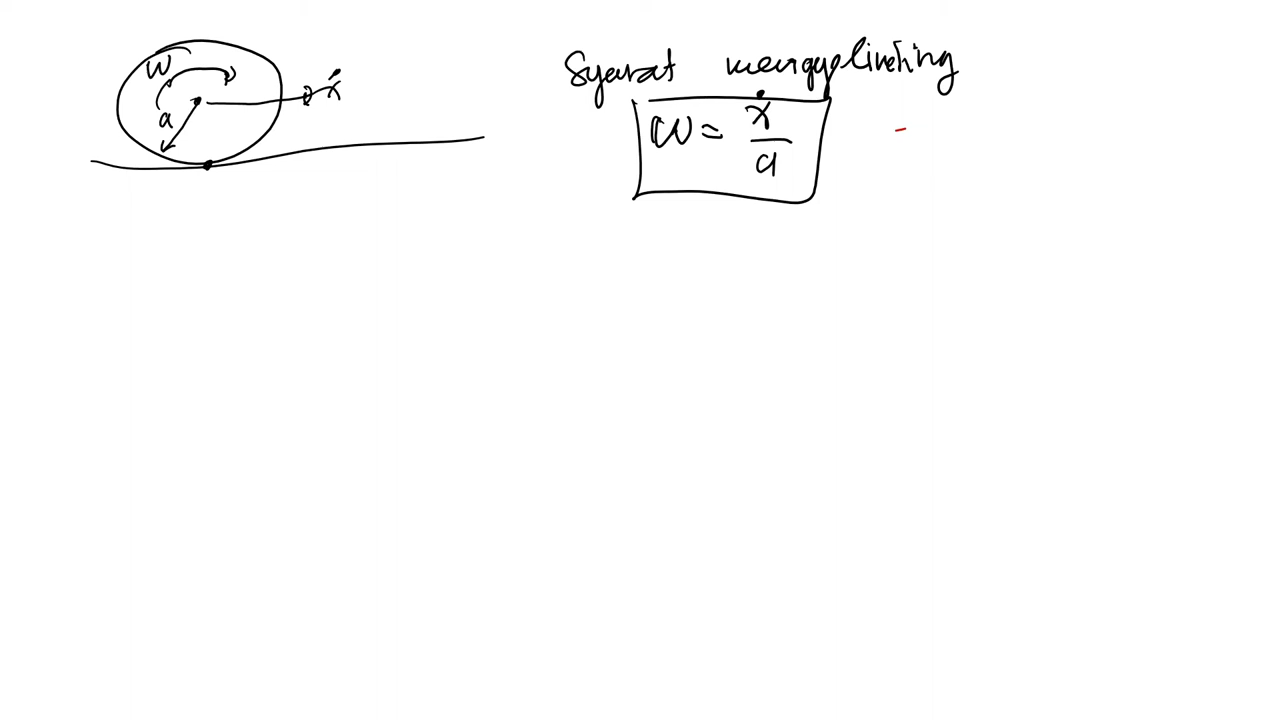 ω
a
ẋ
Syarat menggelinding
ω = ẋ / a